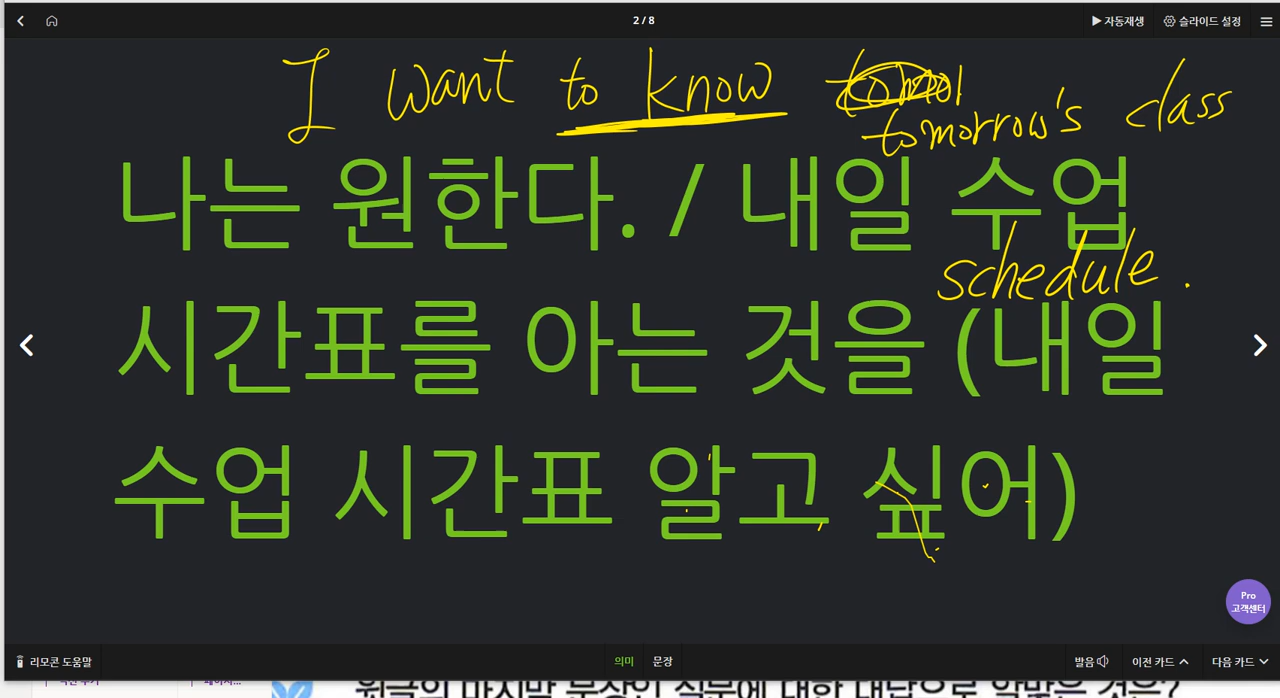 2 / 8
자동재생
슬라이드 설정
I want to know
tomorrow's class
나는 원한다. / 내일 수업
schedule.
시간표를 아는 것을 (내일
수업 시간표 알고 싶어)
Pro
고객센터
리모콘 도움말
의미
문장
발음
이전 카드
다음 카드